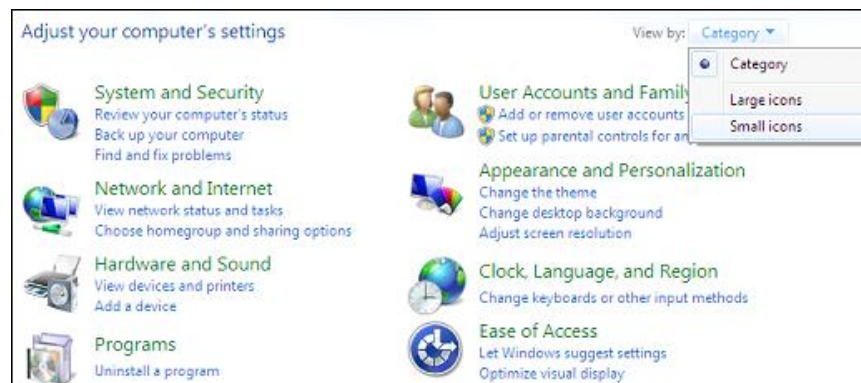 Adjust your computer's settings
View by: Category
Category
Large icons
Small icons
System and Security
Review your computer's status
Back up your computer
Find and fix problems
Network and Internet
View network status and tasks
Choose homegroup and sharing options
Hardware and Sound
View devices and printers
Add a device
Programs
Uninstall a program
User Accounts and Family
Add or remove user accounts
Set up parental controls for
Appearance and Personalization
Change the theme
Change desktop background
Adjust screen resolution
Clock, Language, and Region
Change keyboards or other input methods
Ease of Access
Let Windows suggest settings
Optimize visual display